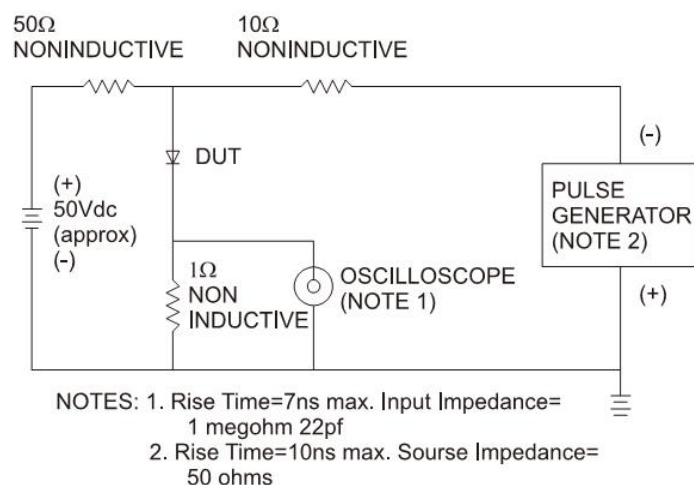 50Ω
NONINDUCTIVE
10Ω
NONINDUCTIVE
DUT
(+)
50Vdc
(approx)
(-)
1Ω
NON
INDUCTIVE
OSCILLOSCOPE
(NOTE 1)
(-)
PULSE
GENERATOR
(NOTE 2)
(+)
NOTES: 1. Rise Time=7ns max. Input Impedance=
1 megohm 22pf
2. Rise Time=10ns max. Sourse Impedance=
50 ohms